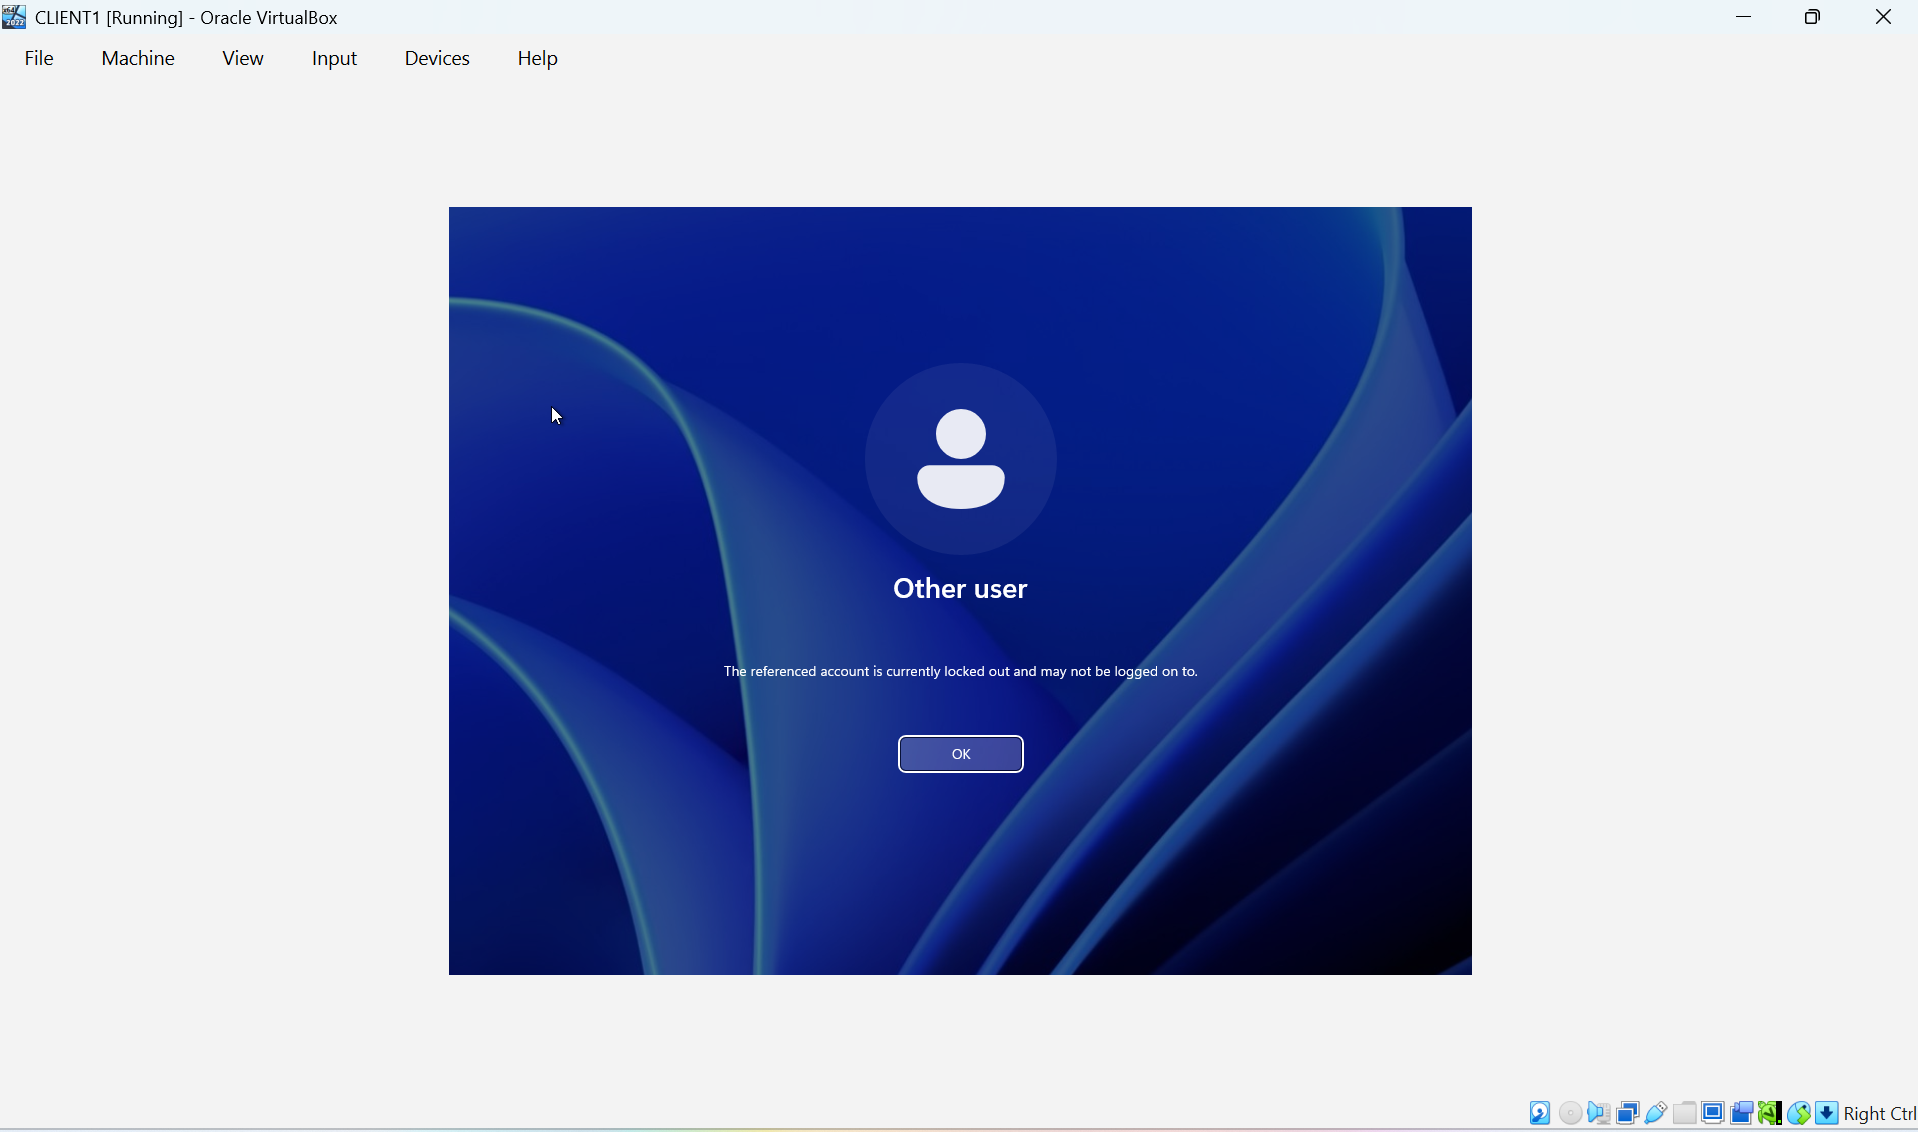 CLIENT1 [Running] - Oracle VirtualBox
File Machine View Input Devices Help
Other user
The referenced account is currently locked out and may not be logged on to.
OK
Right Ctrl